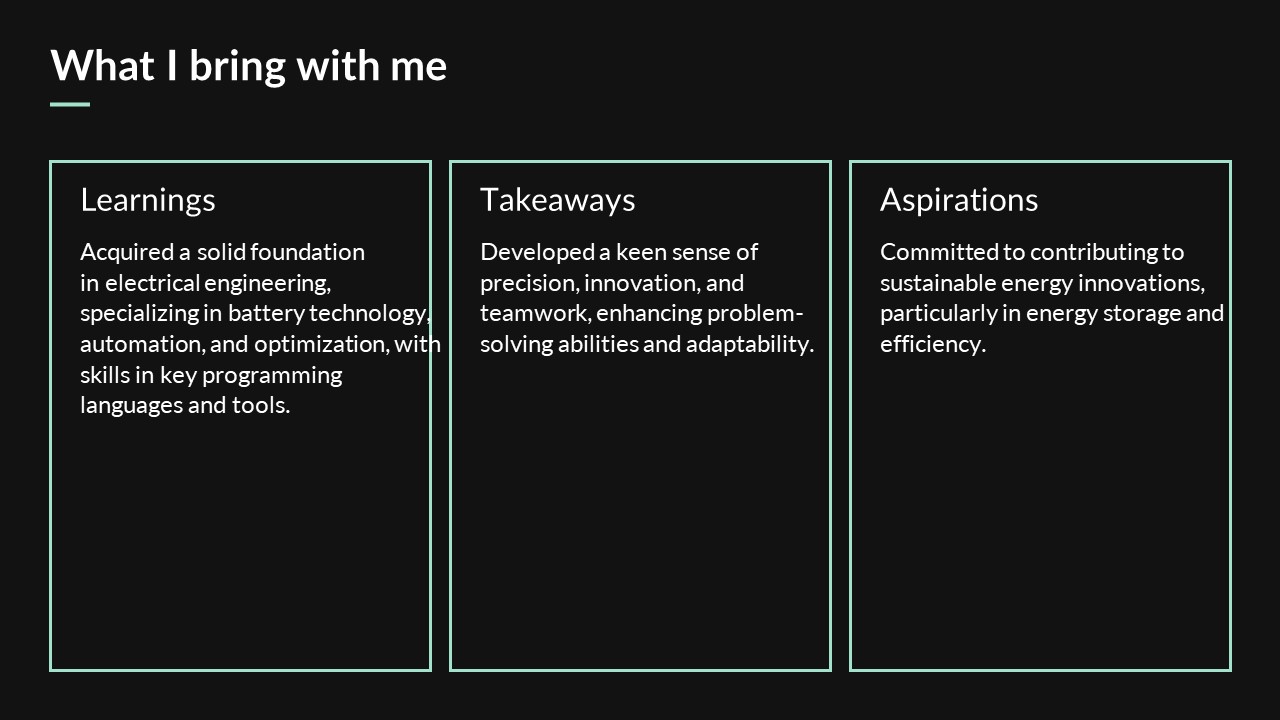 What I bring with me
Learnings
Acquired a solid foundation
in electrical engineering,
specializing in battery technology,
automation, and optimization, with
skills in key programming
languages and tools.
Takeaways
Developed a keen sense of
precision, innovation, and
teamwork, enhancing problem-
solving abilities and adaptability.
Aspirations
Committed to contributing to
sustainable energy innovations,
particularly in energy storage and
efficiency.